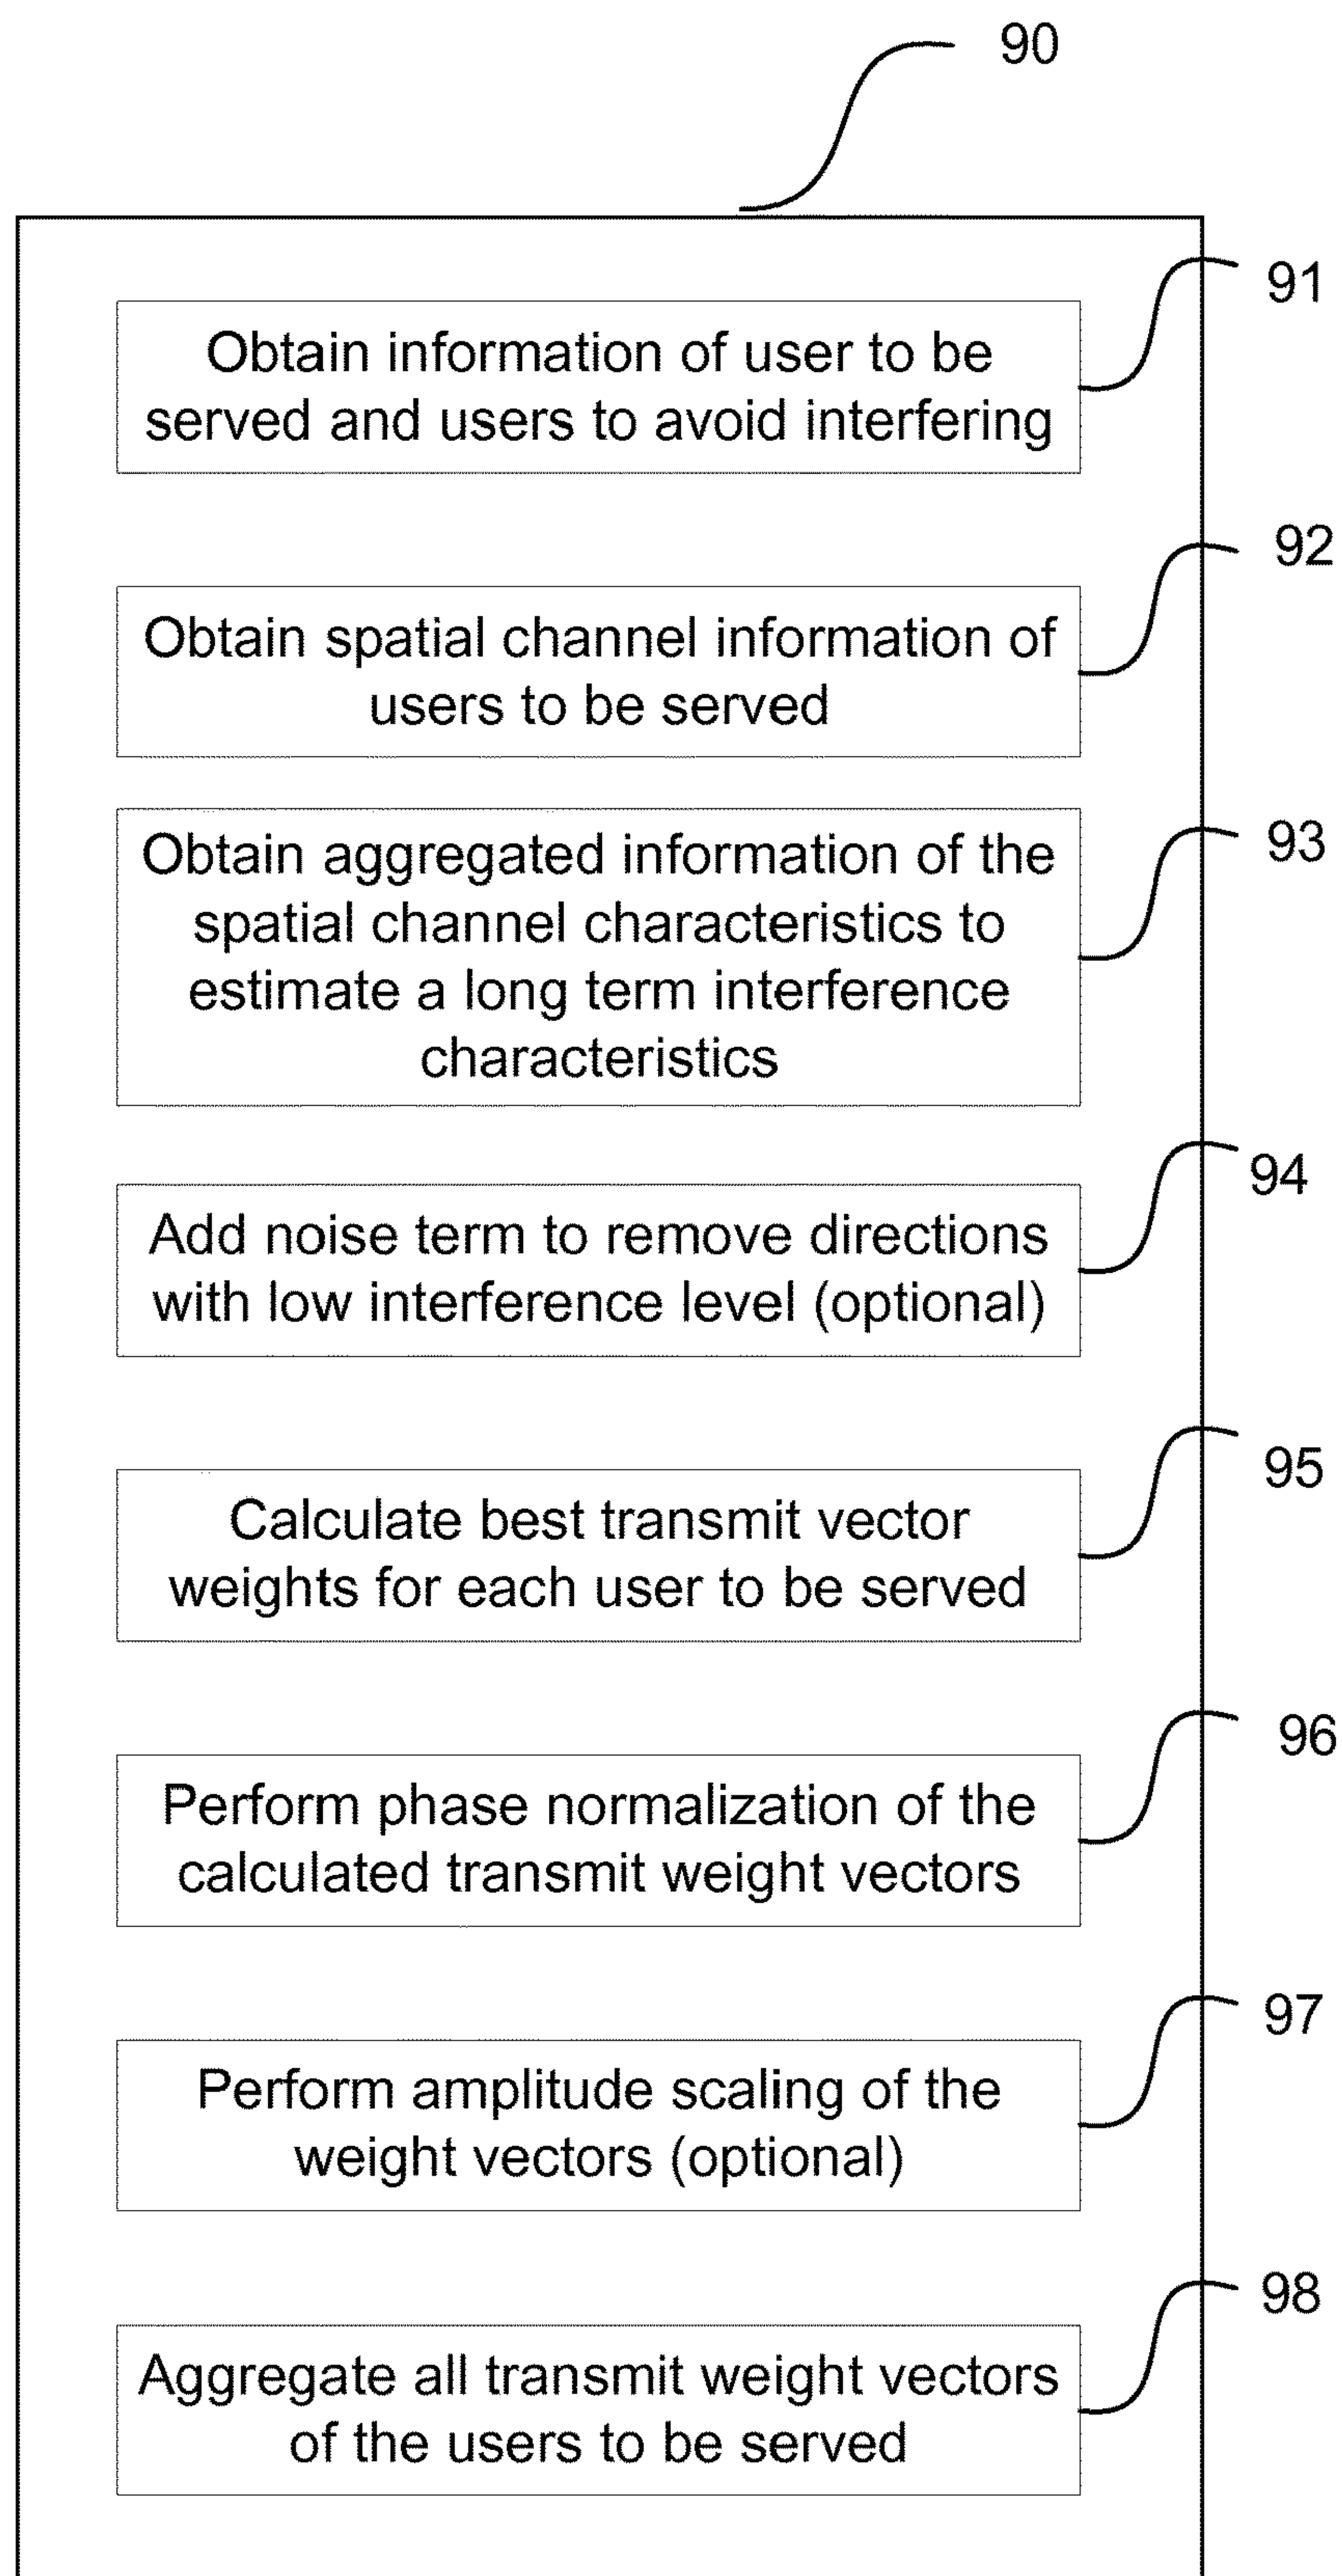 90
91
Obtain information of user to be
served and users to avoid interfering
92
Obtain spatial channel information of
users to be served
93
Obtain aggregated information of the
spatial channel characteristics to
estimate a long term interference
characteristics
94
Add noise term to remove directions
with low interference level (optional)
95
Calculate best transmit vector
weights for each user to be served
96
Perform phase normalization of the
calculated transmit weight vectors
97
Perform amplitude scaling of the
weight vectors (optional)
98
Aggregate all transmit weight vectors
of the users to be served